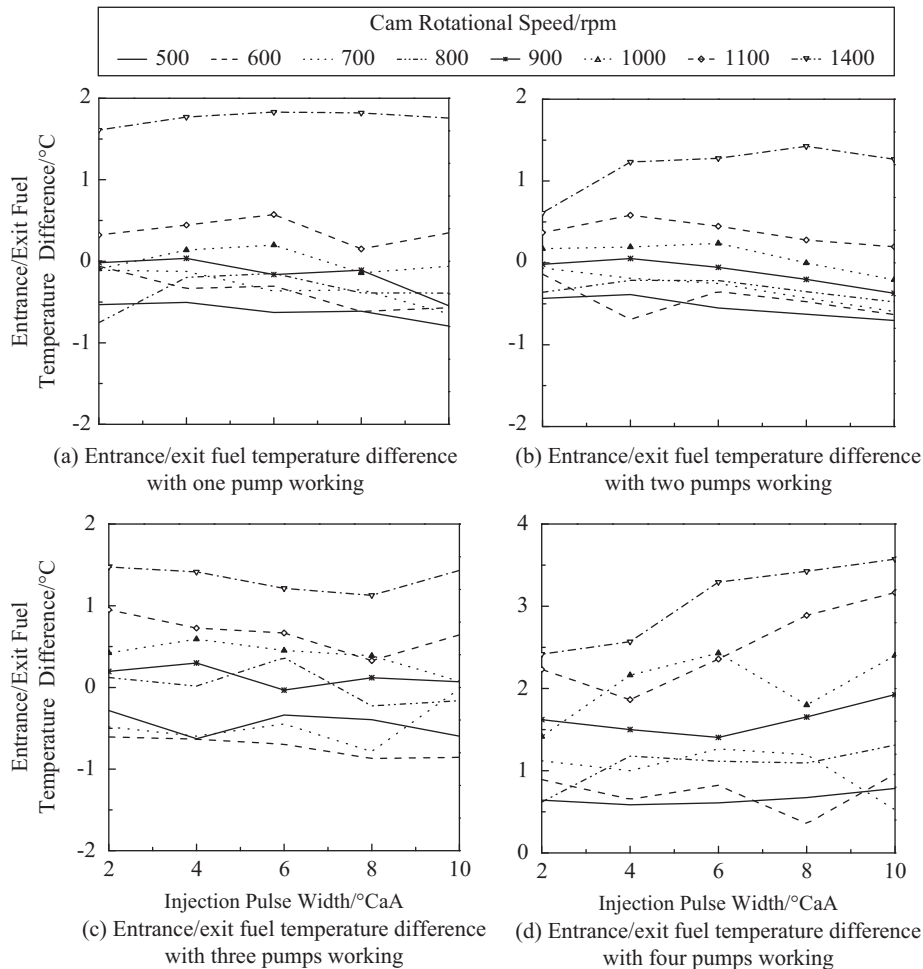 Cam Rotational Speed/rpm
500 600 700 800 900 1000 1100 1400
2
1
0
-1
-2
Entrance/Exit Fuel
Temperature Difference/°C
(a) Entrance/exit fuel temperature difference
with one pump working
2
1
0
-1
-2
(b) Entrance/exit fuel temperature difference
with two pumps working
2
1
0
-1
-2
Entrance/Exit Fuel
Temperature Difference/°C
2 4 6 8 10
Injection Pulse Width/°CaA
(c) Entrance/exit fuel temperature difference
with three pumps working
4
3
2
1
0
2 4 6 8 10
Injection Pulse Width/°CaA
(d) Entrance/exit fuel temperature difference
with four pumps working